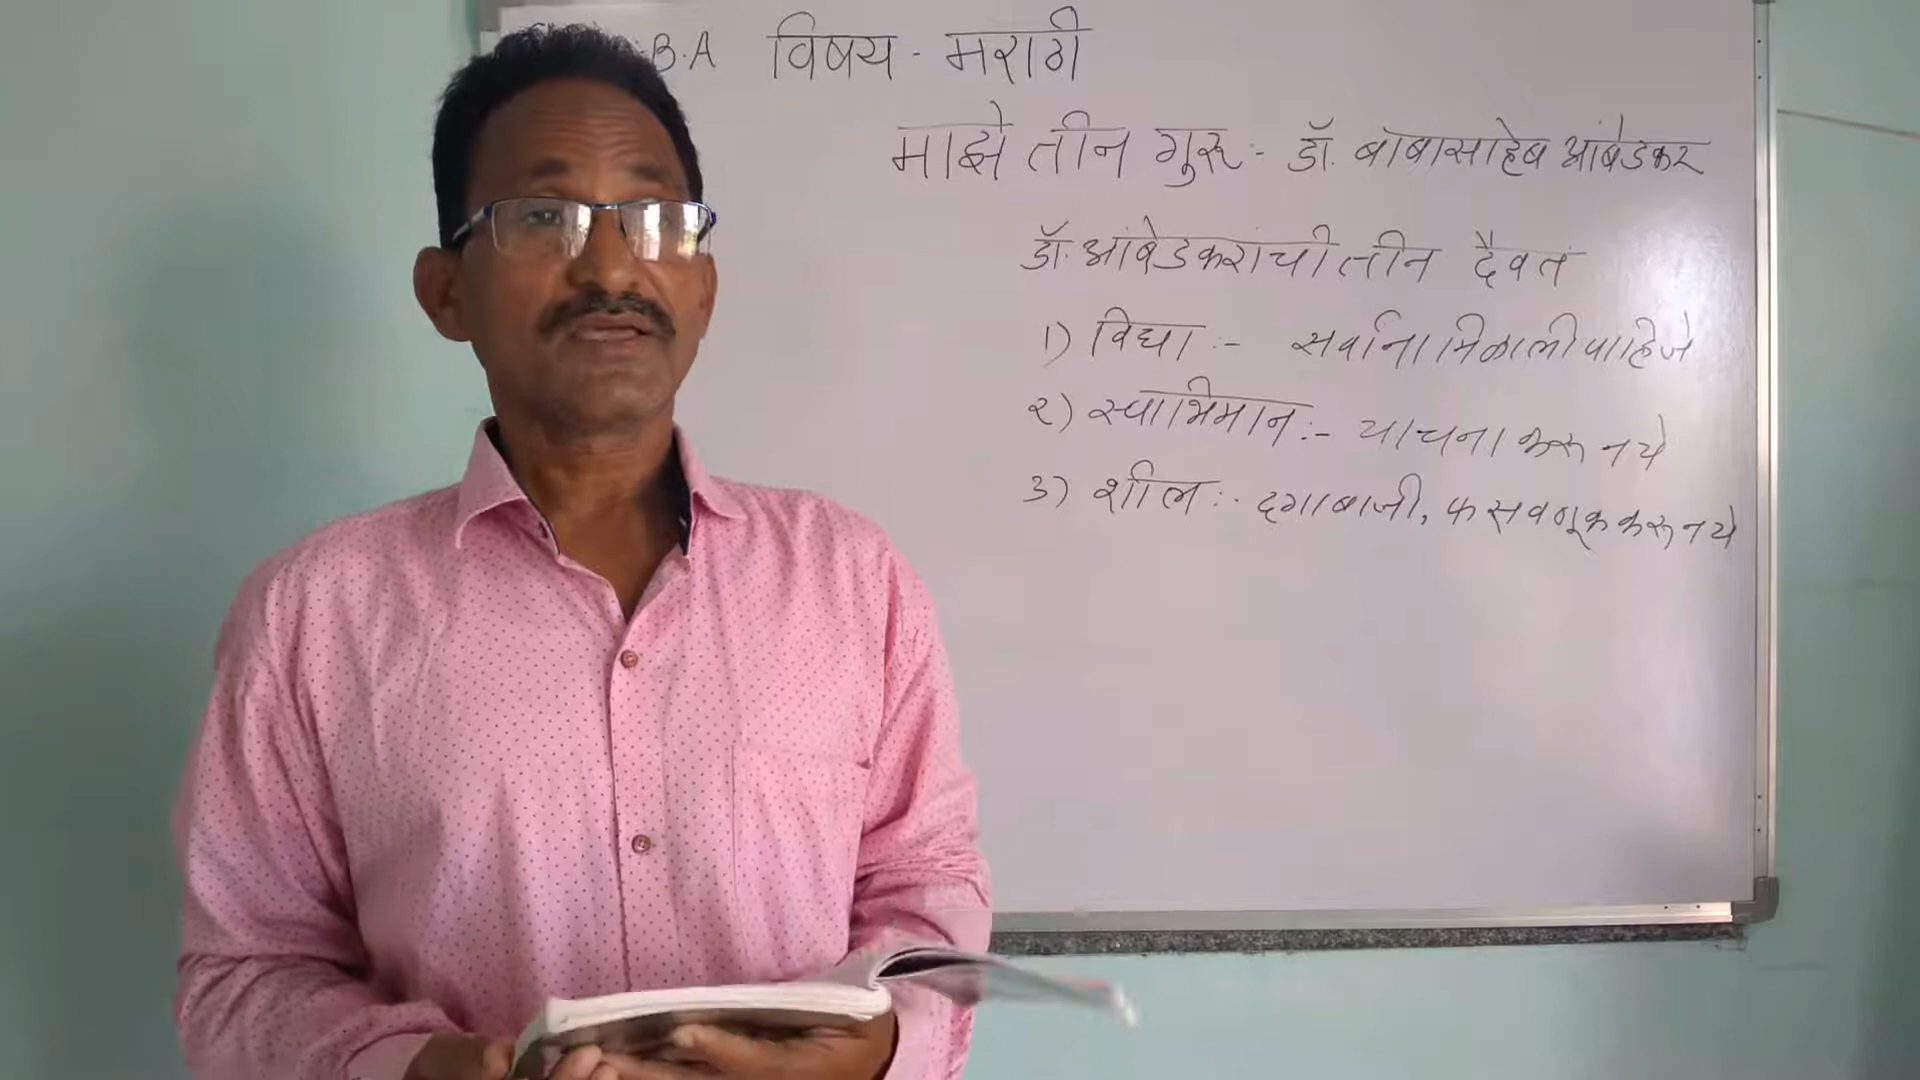 B.A विषय - मराठी
माझे तीन गुरू :- डॉ. बाबासाहेब आंबेडकर
डॉ. आंबेडकरांची तीन दैवतं
१) विद्या :- सर्वांना मिळाली पाहिजे
२) स्वाभिमान :- याचना करू नये
३) शील :- दगाबाजी, फसवणूक करू नये